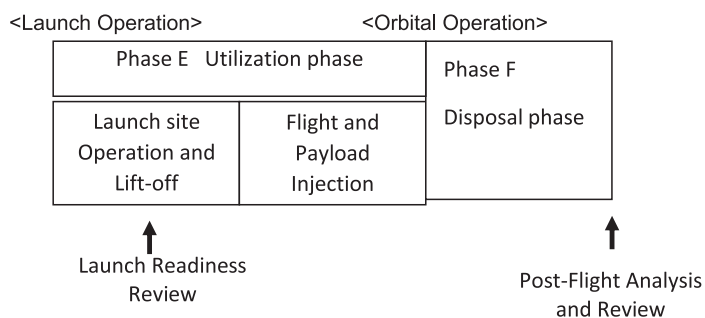 <Launch Operation>
<Orbital Operation>
Phase E Utilization phase
Phase F
Disposal phase
Launch site
Operation and
Lift-off
Flight and
Payload
Injection
Launch Readiness
Review
Post-Flight Analysis
and Review